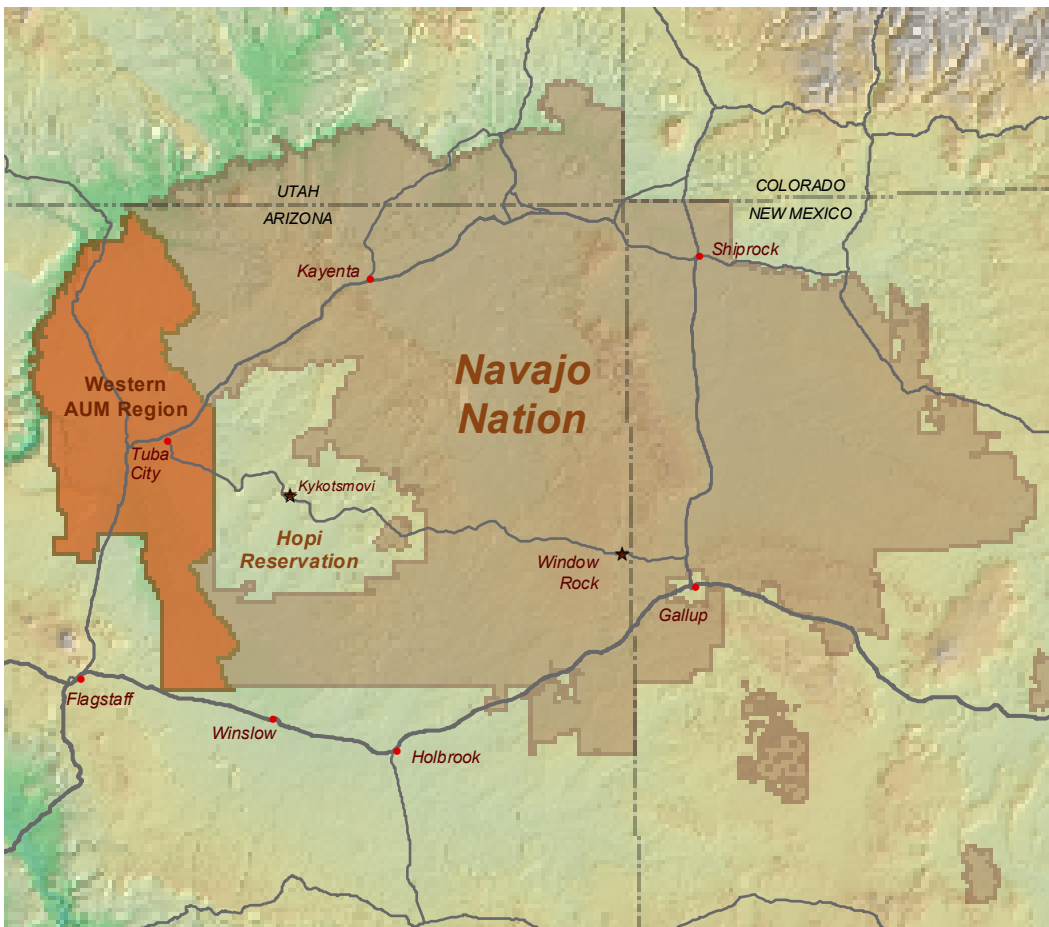 UTAH
ARIZONA
COLORADO
NEW MEXICO
Shiprock
Kayenta
Navajo
Nation
Western
AUM Region
Tuba
City
Kykotsmovi
Hopi
Reservation
Window
Rock
Gallup
Flagstaff
Winslow
Holbrook